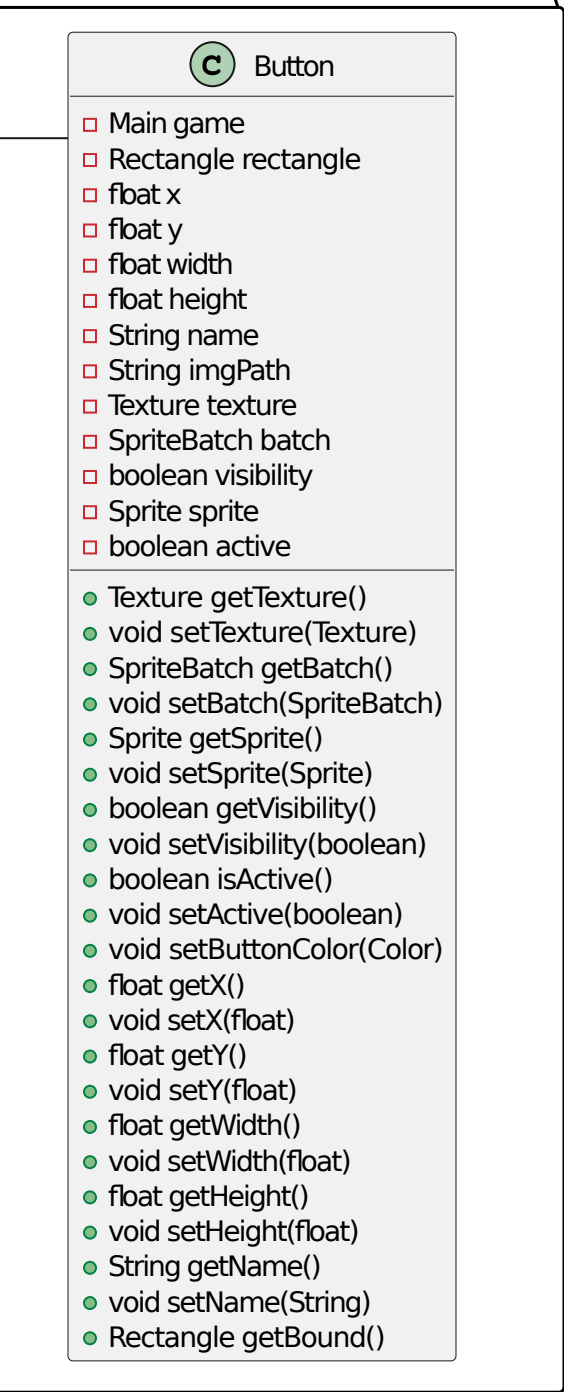 C Button
Main game
Rectangle rectangle
float x
float y
float width
float height
String name
String imgPath
Texture texture
SpriteBatch batch
boolean visibility
Sprite sprite
boolean active
Texture getTexture()
void setTexture(Texture)
SpriteBatch getBatch()
void setBatch(SpriteBatch)
Sprite getSprite()
void setSprite(Sprite)
boolean getVisibility()
void setVisibility(boolean)
boolean isActive()
void setActive(boolean)
void setButtonColor(Color)
float getX()
void setX(float)
float getY()
void setY(float)
float getWidth()
void setWidth(float)
float getHeight()
void setHeight(float)
String getName()
void setName(String)
Rectangle getBound()